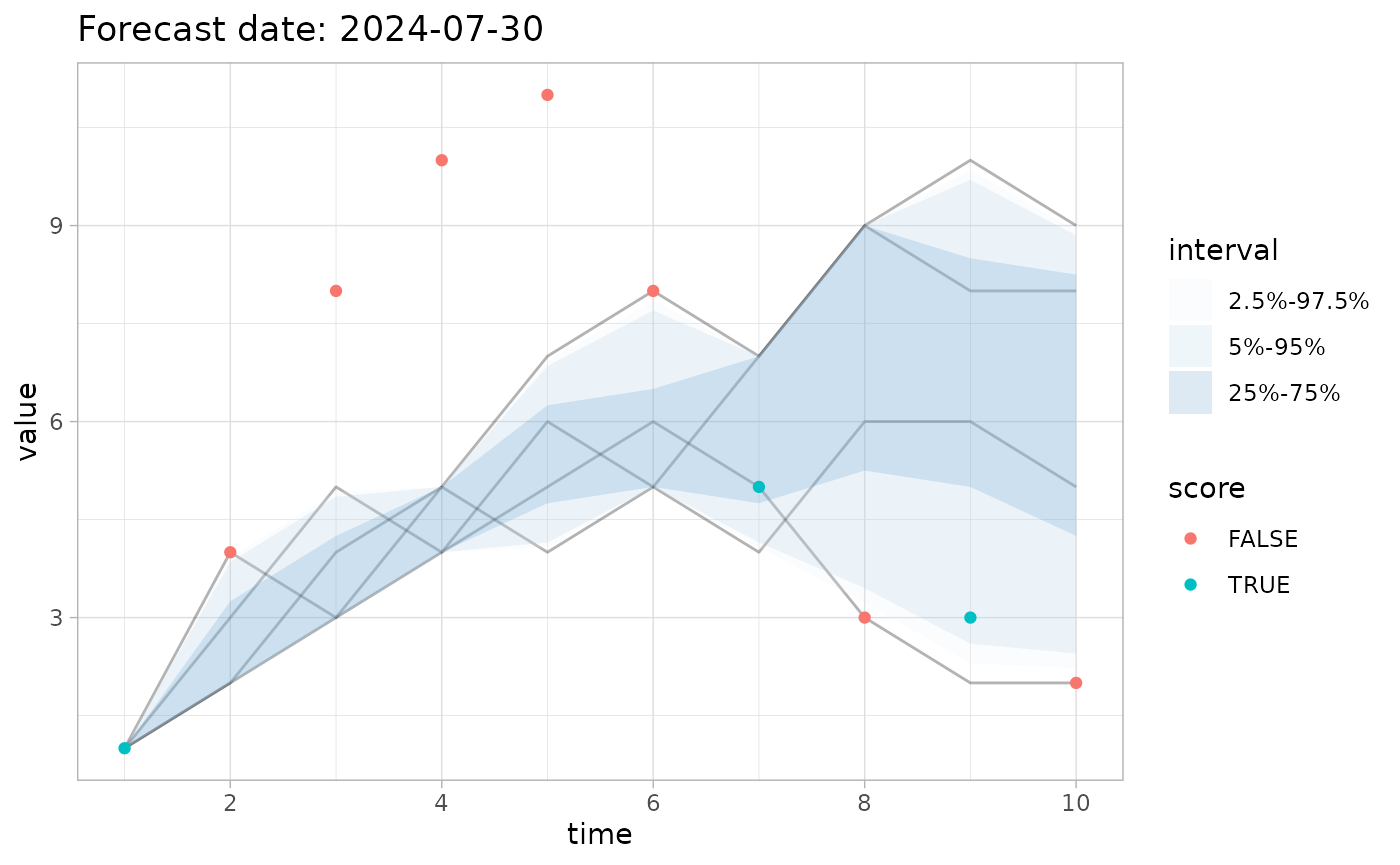 Forecast date: 2024-07-30
value
9
6
3
2
4
6
8
10
time
interval
2.5%-97.5%
5%-95%
25%-75%
score
FALSE
TRUE